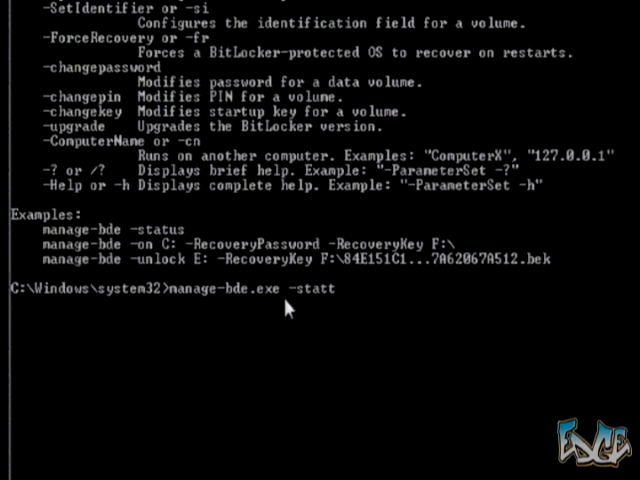 -SetIdentifier or -si
Configures the identification field for a volume.
-ForceRecovery or -fr
Forces a BitLocker-protected OS to recover on restarts.
-changepassword
Modifies password for a data volume.
-changepin Modifies PIN for a volume.
-changekey Modifies startup key for a volume.
-upgrade Upgrades the BitLocker version.
-ComputerName or -cn
Runs on another computer. Examples: "ComputerX", "127.0.0.1"
-? or /? Displays brief help. Example: "-ParameterSet -?"
-Help or -h Displays complete help. Example: "-ParameterSet -h"
Examples:
manage-bde -status
manage-bde -on C: -RecoveryPassword -RecoveryKey F:\
manage-bde -unlock E: -RecoveryKey F:\84E151C1...7A62067A512.bek
C:\Windows\system32>manage-bde.exe -statt
EDGE